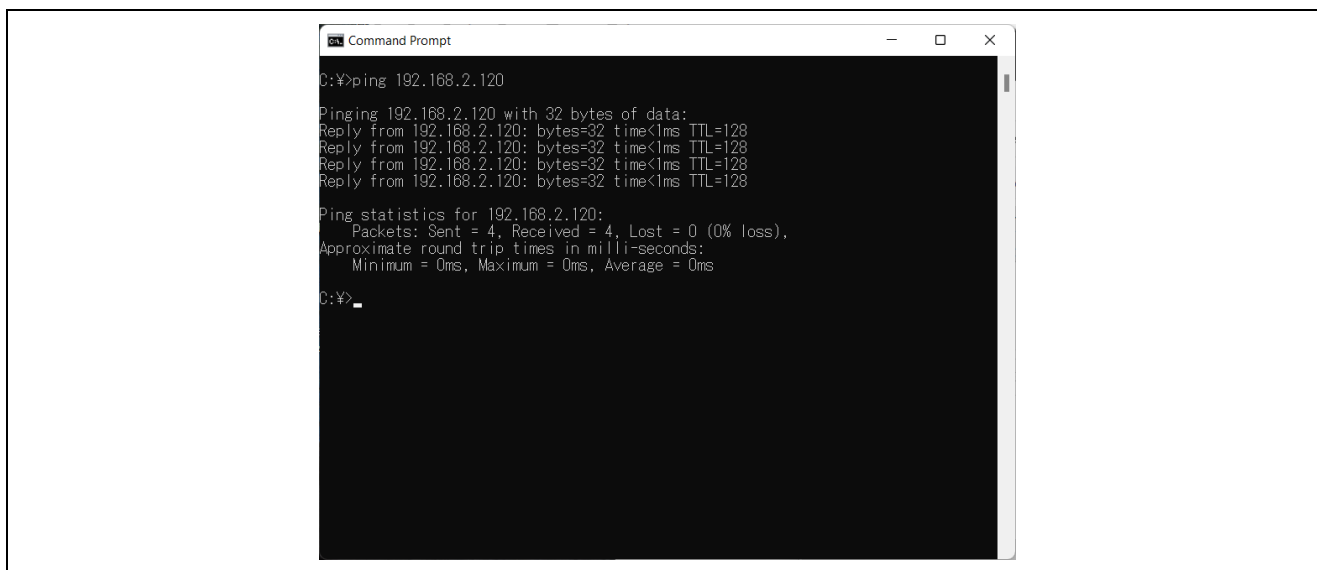 Command Prompt
C:¥>ping 192.168.2.120
Pinging 192.168.2.120 with 32 bytes of data:
Reply from 192.168.2.120: bytes=32 time<1ms TTL=128
Reply from 192.168.2.120: bytes=32 time<1ms TTL=128
Reply from 192.168.2.120: bytes=32 time<1ms TTL=128
Reply from 192.168.2.120: bytes=32 time<1ms TTL=128
Ping statistics for 192.168.2.120:
Packets: Sent = 4, Received = 4, Lost = 0 (0% loss),
Approximate round trip times in milli-seconds:
Minimum = 0ms, Maximum = 0ms, Average = 0ms
C:¥>